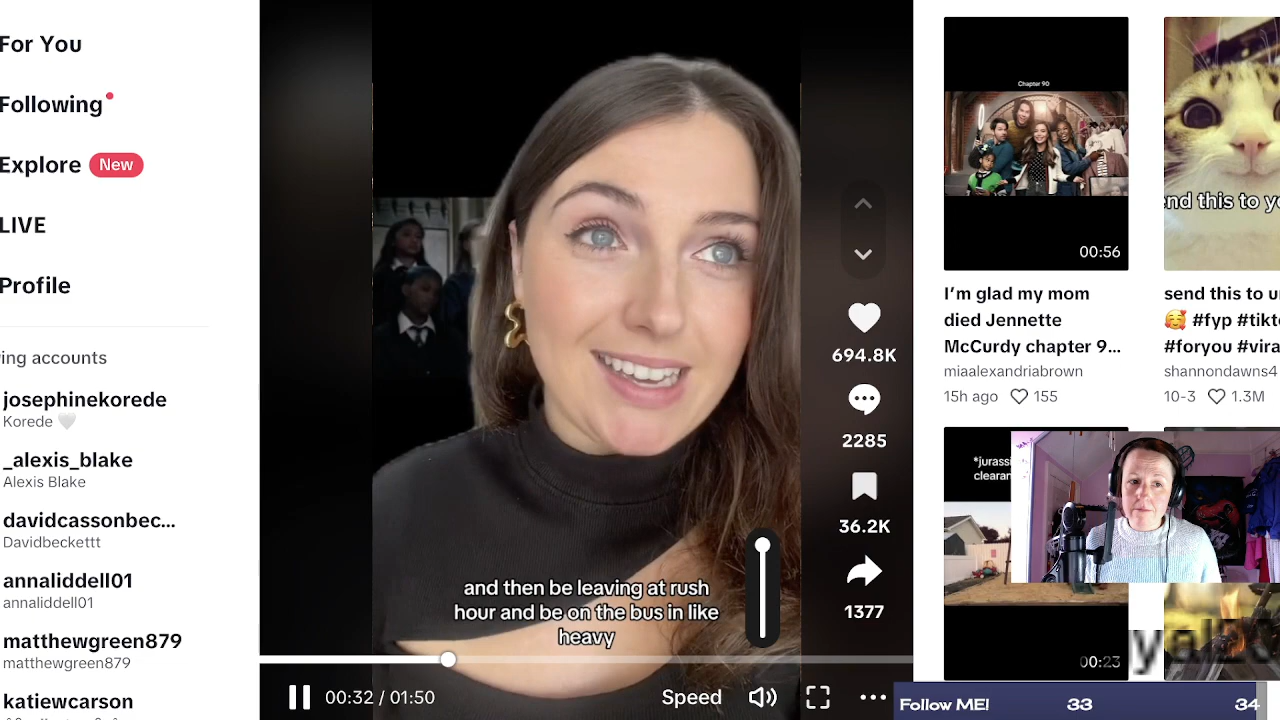 For You
Following
Explore New
LIVE
Profile
ing accounts
josephinekorede
Korede 🤍
_alexis_blake
Alexis Blake
davidcassonbec...
Davidbeckettt
annaliddell01
annaliddell01
matthewgreen879
matthewgreen879
katiewcarson
and then be leaving at rush
hour and be on the bus in like
heavy
694.8K
2285
36.2K
1377
00:32 / 01:50
Speed
Chapter 90
00:56
I'm glad my mom
died Jennette
McCurdy chapter 9...
miaalexandriabrown
15h ago 155
nd this to
send this to
🥰 #fyp
#foryou
shannondawns4
10-3 1.3M
*jurassi
clearan
00:23
Follow ME! 33 34